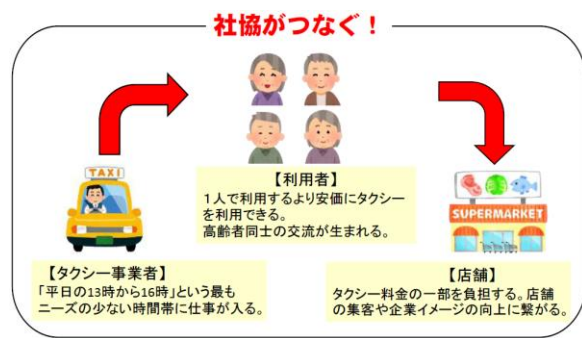 社協がつなぐ！
【利用者】
１人で利用するより安価にタクシー
を利用できる。
高齢者同士の交流が生まれる。
TAXI
SUPERMARKET
【タクシー事業者】
「平日の13時から16時」という最も
ニーズの少ない時間帯に仕事が入る。
【店舗】
タクシー料金の一部を負担する。店舗
の集客や企業イメージの向上に繋がる。